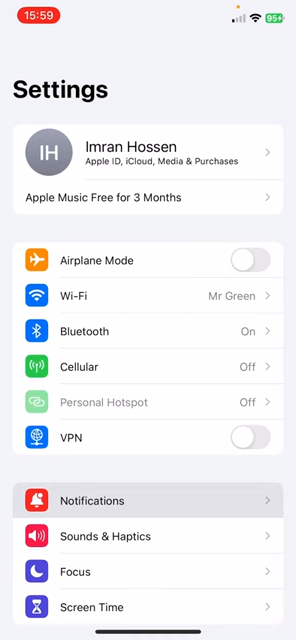 15:59
95+
Settings
IH
Imran Hossen
Apple ID, iCloud, Media & Purchases
Apple Music Free for 3 Months
Airplane Mode
Wi-Fi Mr Green
Bluetooth On
Cellular Off
Personal Hotspot Off
VPN
Notifications
Sounds & Haptics
Focus
Screen Time